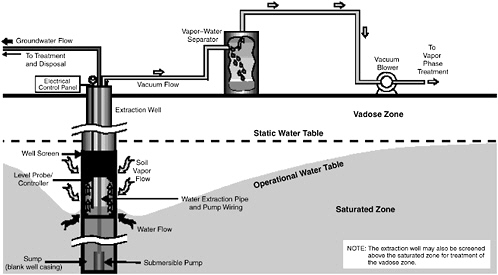 Groundwater Flow
To Treatment
and Disposal
Electrical
Control Panel
Vapor–Water
Separator
Vacuum Flow
Extraction Well
To
Vapor
Phase
Treatment
Vacuum
Blower
Vadose Zone
Static Water Table
Well Screen
Soil
Vapor
Flow
Level Probe/
Controller
Operational Water Table
Water Extraction Pipe
and Pump Wiring
Saturated Zone
Water Flow
NOTE: The extraction well may also be screened
above the saturated zone for treatment of
the vadose zone.
Sump
(blank well casing)
Submersible Pump